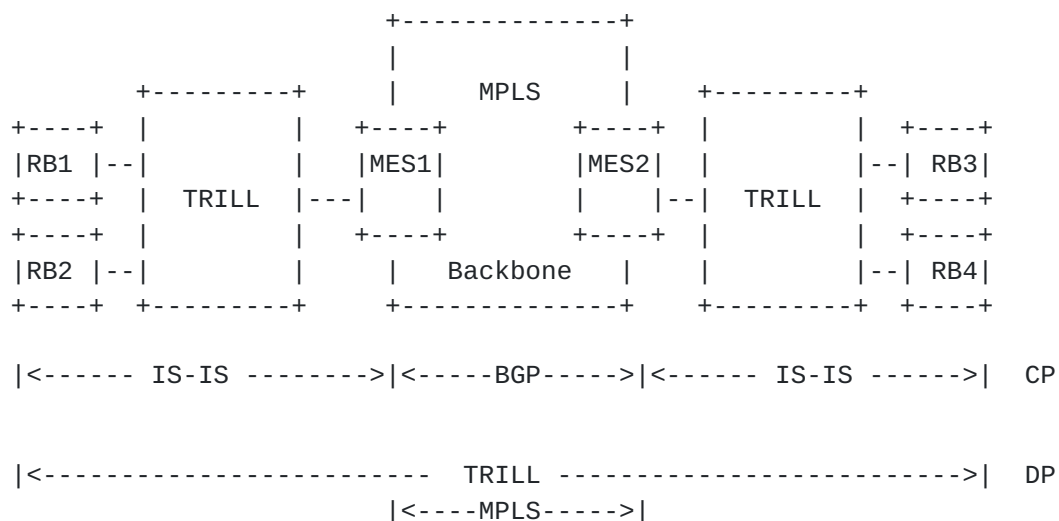 MPLS
RB1 MES1 MES2 RB3
TRILL TRILL
RB2 Backbone RB4
|<------ IS-IS -------->|<-----BGP----->|<------ IS-IS ------>| CP
|<------------------------- TRILL -------------------------->| DP
|<----MPLS----->|